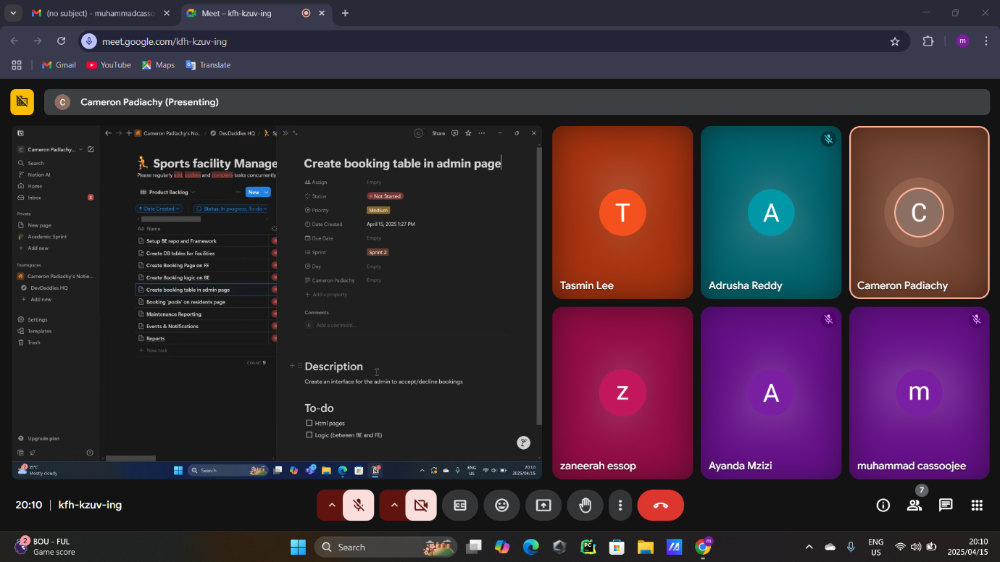 (no subject) - muhammadcasso
Meet – kfh-kzuv-ing
meet.google.com/kfh-kzuv-ing
m
Gmail
YouTube
Maps
Translate
C
Cameron Padiachy (Presenting)
C Cameron Padiachy...
Search
Notion AI
Home
Inbox
2
Private
New page
Acedemic Sprint
Add new
Teamspaces
Cameron Padiachy's Notio...
DevDaddies HQ
Add new
Settings
Templates
Trash
Upgrade plan
Cameron Padiachy's No... / DevDaddies HQ /
Sports facility Manage
Please regularly add, update and complete tasks concurrently
Product Backlog
New
Date Created
Status: In progress, To-do
Aa Name
Setup BE repo and Framework
Create DB tables for Facilities
Create Booking Page on FE
Create Booking logic on BE
Create booking table in admin page
Booking 'pools' on residents page
Maintenance Reporting
Events & Notifications
Reports
New task
COUNT 9
C
Share
Create booking table in admin page
Assign Empty
Status Not Started
Priority Medium
Date Created April 15, 2025 1:27 PM
Due Date Empty
Sprint Sprint 2
Day Empty
Cameron Padiachy Empty
Add a property
Comments
C Add a comment...
Description
Create an interface for the admin to accept/decline bookings
To-do
Html pages
Logic (between BE and FE)
21°C
Mostly cloudy
Search
ENG
US
20:10
2025/04/15
T
Tasmin Lee
A
Adrusha Reddy
C
Cameron Padiachy
z
zaneerah essop
A
Ayanda Mzizi
m
muhammad cassoojee
20:10 | kfh-kzuv-ing
7
2
BOU - FUL
Game score
Search
ENG
US
20:10
2025/04/15